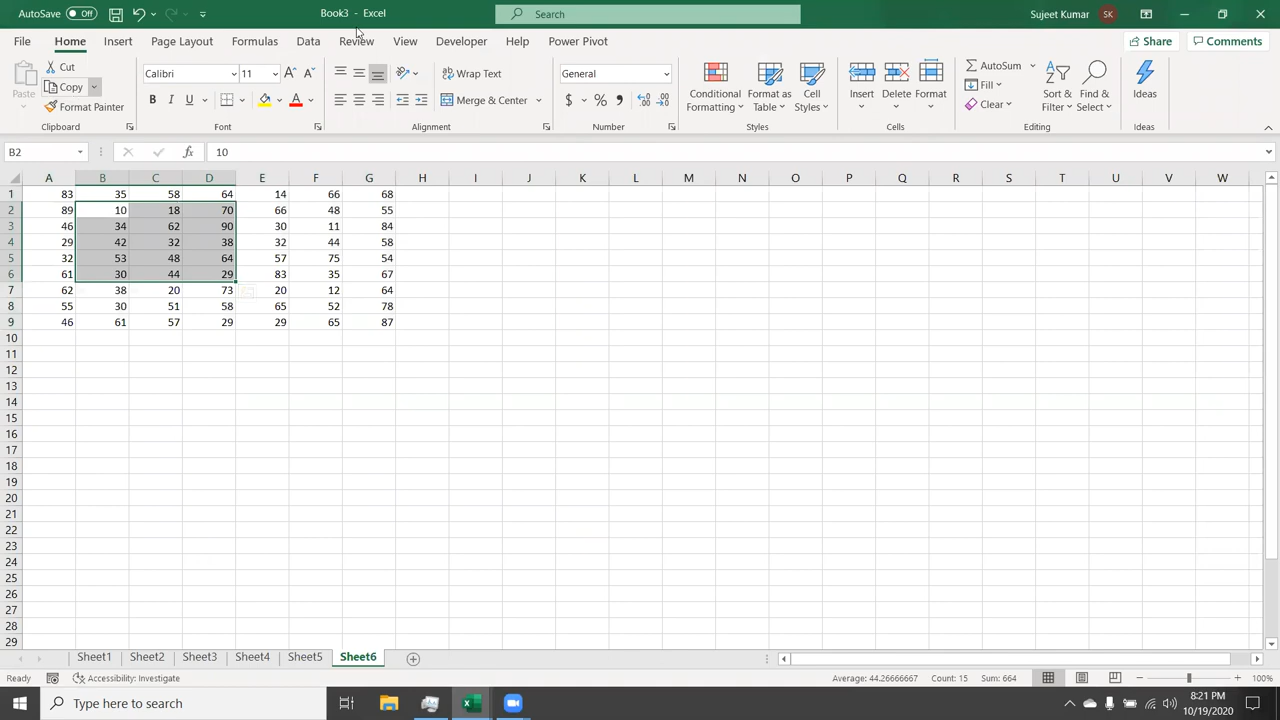 AutoSave Off Book3 - Excel Search Sujeet Kumar SK
File Home Insert Page Layout Formulas Data Review View Developer Help Power Pivot Share Comments
Paste Cut Copy Format Painter
Calibri 11
B I U A
Wrap Text
Merge & Center
General
$ % ,
Conditional Formatting Format as Table Cell Styles
Insert Delete Format
AutoSum Fill Clear
Sort & Filter Find & Select Ideas
Clipboard Font Alignment Number Styles Cells Editing Ideas
B2 fx 10
A B C D E F G H I J K L M N O P Q R S T U V W
1 83 35 58 64 14 66 68
2 89 10 18 70 66 48 55
3 46 34 62 90 30 11 84
4 29 42 32 38 32 44 58
5 32 53 48 64 57 75 54
6 61 30 44 29 83 35 67
7 62 38 20 73 20 12 64
8 55 30 51 58 65 52 78
9 46 61 57 29 29 65 87
10
11
12
13
14
15
16
17
18
19
20
21
22
23
24
25
26
27
28
29
Sheet1 Sheet2 Sheet3 Sheet4 Sheet5 Sheet6
Ready Accessibility: Investigate Average: 44.26666667 Count: 15 Sum: 664 100%
Type here to search 8:21 PM
10/19/2020